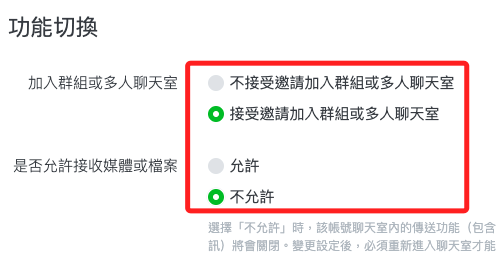 功能切換
加入群組或多人聊天室
不接受邀請加入群組或多人聊天室
接受邀請加入群組或多人聊天室
是否允許接收媒體或檔案
允許
不允許
選擇「不允許」時，該帳號聊天室內的傳送功能（包含
訊）將會關閉。變更設定後，必須重新進入聊天室才能